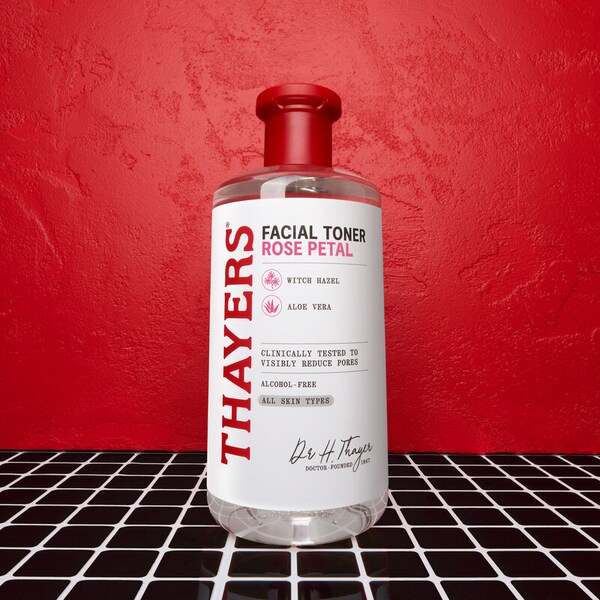 THAYERS®
FACIAL TONER
ROSE PETAL
WITCH HAZEL
ALOE VERA
CLINICALLY TESTED TO
VISIBLY REDUCE PORES
ALCOHOL-FREE
ALL SKIN TYPES
Dr H. Thayer
DOCTOR-FOUNDED 1847